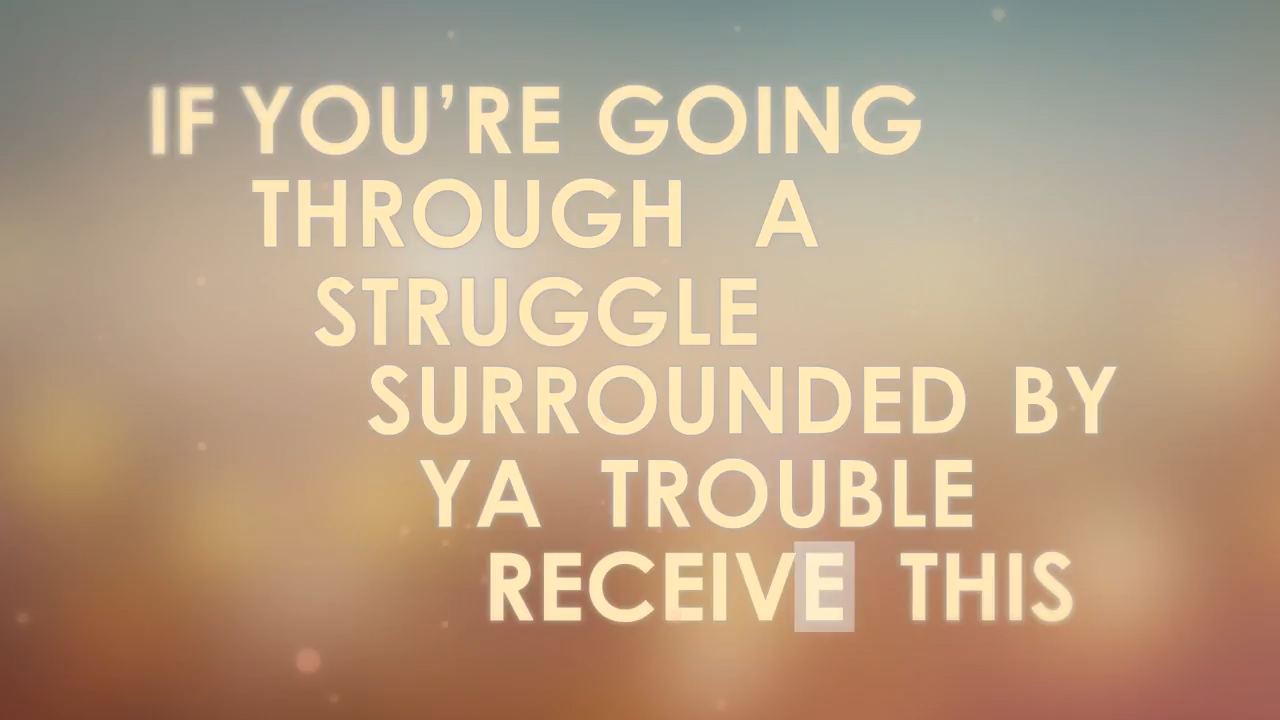 IF YOU’RE GOING
THROUGH A
STRUGGLE
SURROUNDED BY
YA TROUBLE
RECEIVE THIS